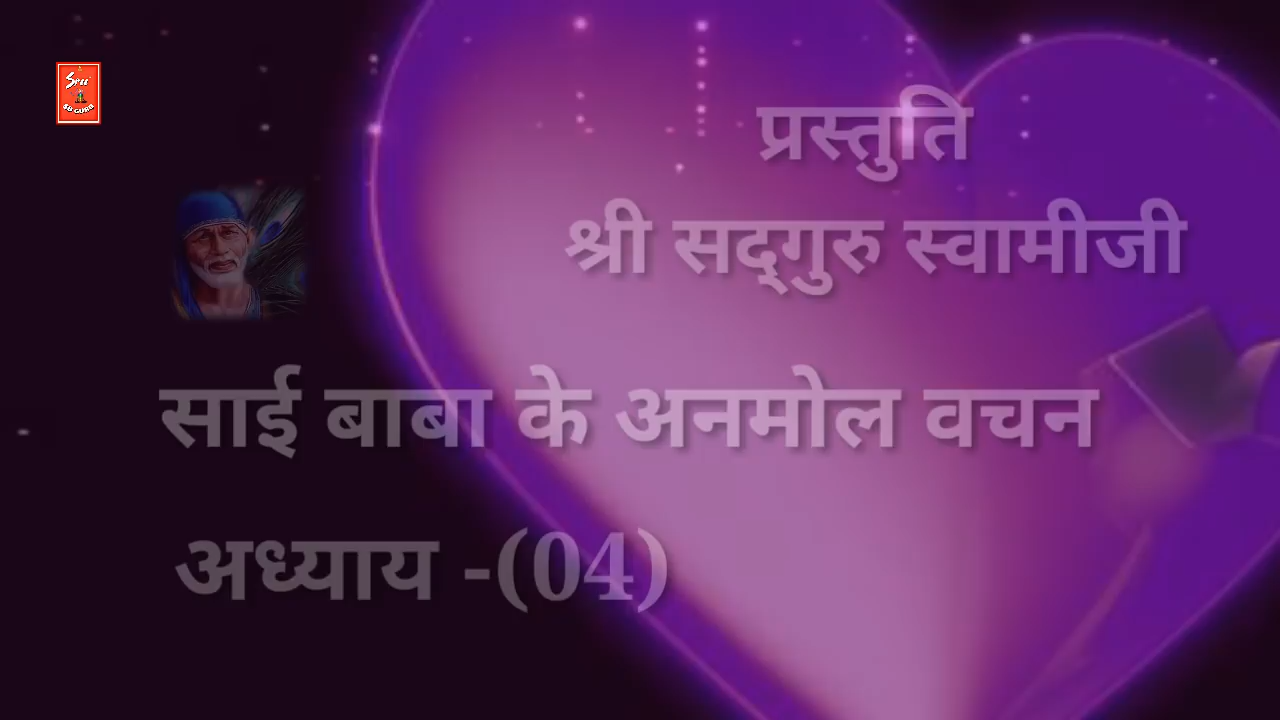 प्रस्तुति
श्री सद्‌गुरु स्वामीजी
साई बाबा के अनमोल वचन
अध्याय -(04)